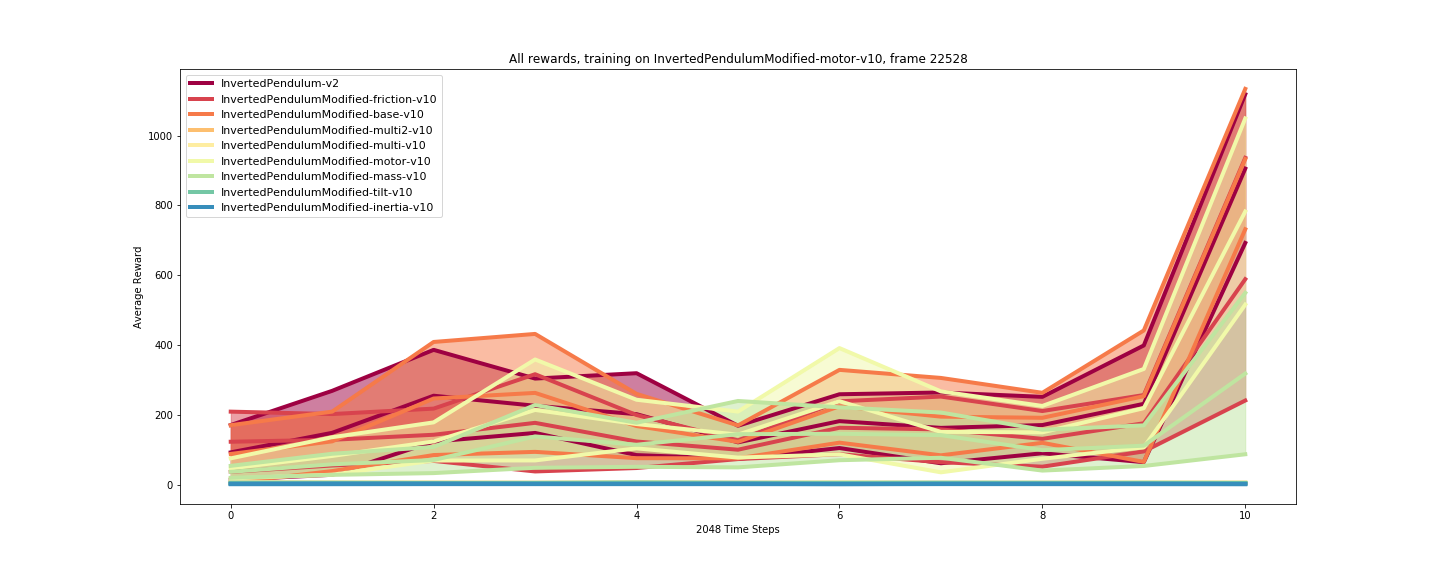 All rewards, training on InvertedPendulumModified-motor-v10, frame 22528
InvertedPendulum-v2
InvertedPendulumModified-friction-v10
InvertedPendulumModified-base-v10
InvertedPendulumModified-multi2-v10
InvertedPendulumModified-multi-v10
InvertedPendulumModified-motor-v10
InvertedPendulumModified-mass-v10
InvertedPendulumModified-tilt-v10
InvertedPendulumModified-inertia-v10
Average Reward
1000
800
600
400
200
0
0 2 4 6 8 10
2048 Time Steps